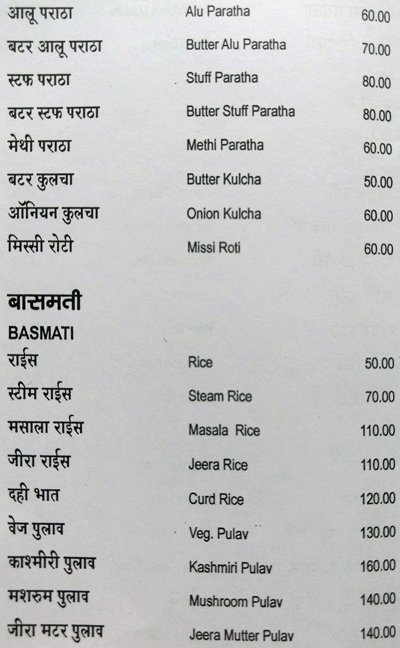 आलू पराठा Alu Paratha 60.00
बटर आलू पराठा Butter Alu Paratha 70.00
स्टफ पराठा Stuff Paratha 80.00
बटर स्टफ पराठा Butter Stuff Paratha 80.00
मेथी पराठा Methi Paratha 60.00
बटर कुलचा Butter Kulcha 50.00
ऑनियन कुलचा Onion Kulcha 60.00
मिस्सी रोटी Missi Roti 60.00
बासमती
BASMATI
राईस Rice 50.00
स्टीम राईस Steam Rice 70.00
मसाला राईस Masala Rice 110.00
जीरा राईस Jeera Rice 110.00
दही भात Curd Rice 120.00
वेज पुलाव Veg. Pulav 130.00
काश्मीरी पुलाव Kashmiri Pulav 160.00
मशरुम पुलाव Mushroom Pulav 140.00
जीरा मटर पुलाव Jeera Mutter Pulav 140.00